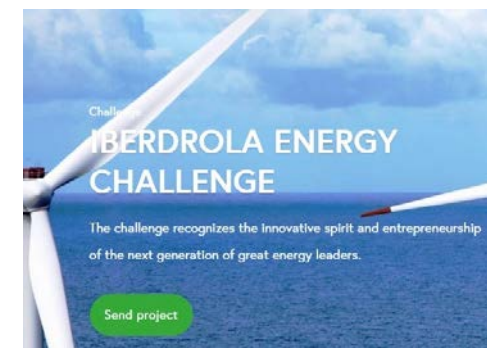 Challenge
IBERDROLA ENERGY
CHALLENGE
The challenge recognizes the innovative spirit and entrepreneurship
of the next generation of great energy leaders.
Send project